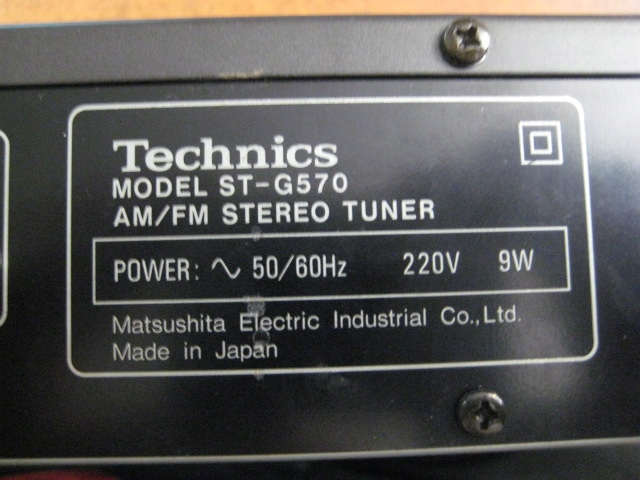 Technics
MODEL ST-G570
AM/FM STEREO TUNER
POWER: ∿ 50/60Hz 220V 9W
Matsushita Electric Industrial Co., Ltd.
Made in Japan